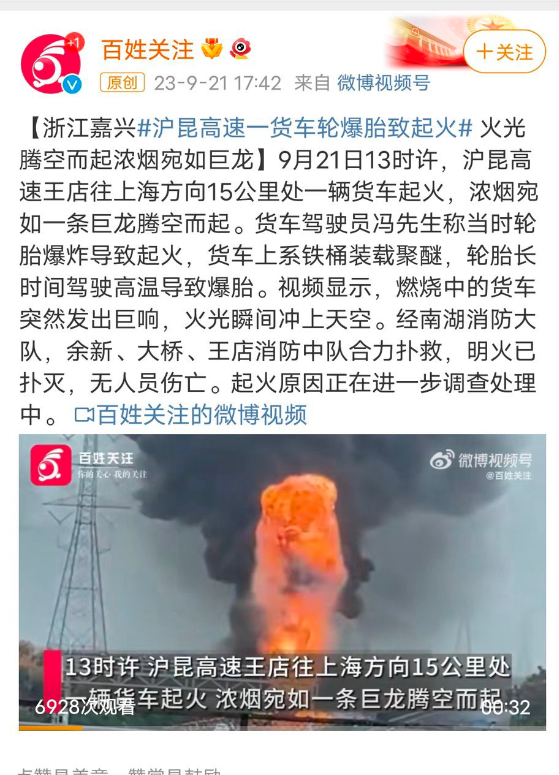 +1
百姓关注
+关注
原创 23-9-21 17:42 来自 微博视频号
【浙江嘉兴#沪昆高速一货车轮爆胎致起火# 火光
腾空而起浓烟宛如巨龙】9月21日13时许，沪昆高
速王店往上海方向15公里处一辆货车起火，浓烟宛
如一条巨龙腾空而起。货车驾驶员冯先生称当时轮
胎爆炸导致起火，货车上系铁桶装载聚醚，轮胎长
时间驾驶高温导致爆胎。视频显示，燃烧中的货车
突然发出巨响，火光瞬间冲上天空。经南湖消防大
队，余新、大桥、王店消防中队合力扑救，明火已
扑灭，无人员伤亡。起火原因正在进一步调查处理
中。 百姓关注的微博视频
百姓关注
你的关心 我的关注
微博视频号
@百姓关注
13时许 沪昆高速王店往上海方向15公里处
一辆货车起火 浓烟宛如一条巨龙腾空而起
6928次观看
00:32